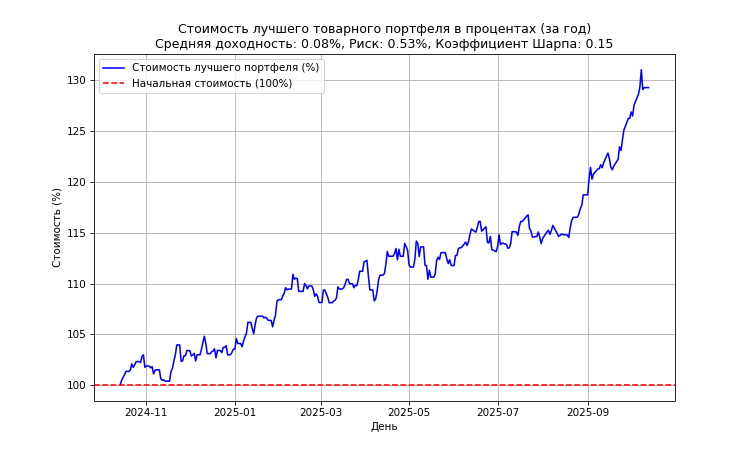 Стоимость лучшего товарного портфеля в процентах (за год)
Средняя доходность: 0.08%, Риск: 0.53%, Коэффициент Шарпа: 0.15
Стоимость лучшего портфеля (%)
Начальная стоимость (100%)
Стоимость (%)
130
125
120
115
110
105
100
2024-11
2025-01
2025-03
2025-05
2025-07
2025-09
День